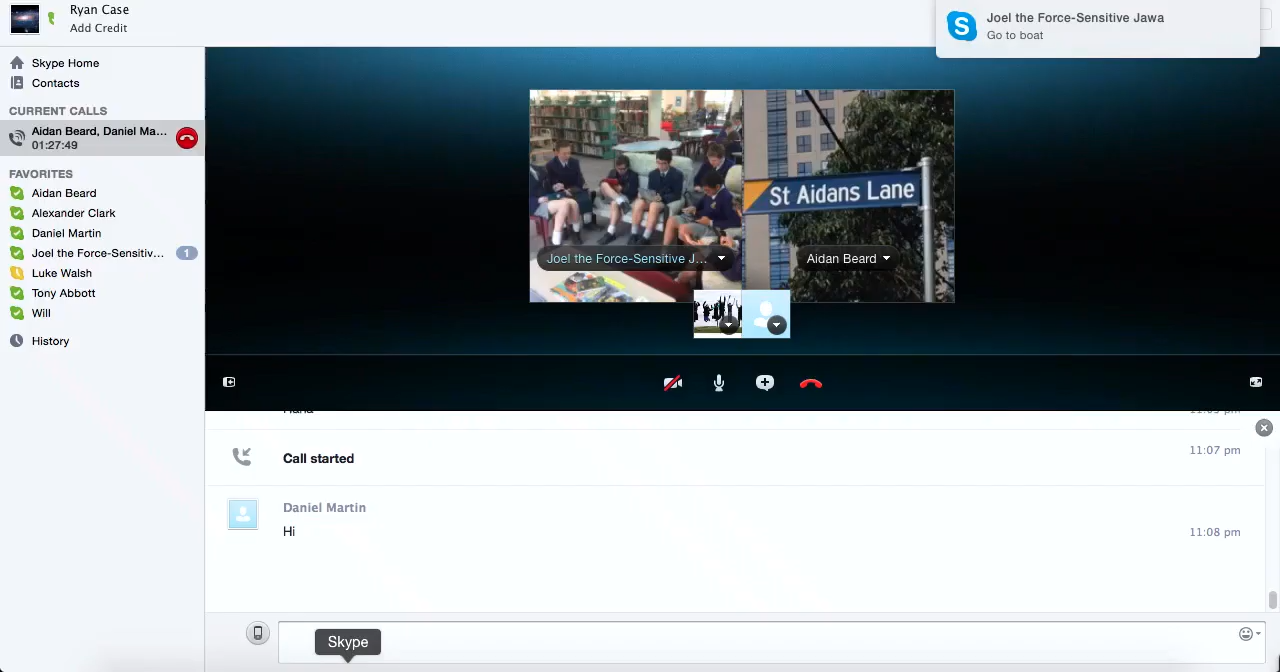 Ryan Case
Add Credit
Joel the Force-Sensitive Jawa
Go to boat
Skype Home
Contacts
CURRENT CALLS
Aidan Beard, Daniel Ma...
01:27:49
FAVORITES
Aidan Beard
Alexander Clark
Daniel Martin
Joel the Force-Sensitiv...
1
Luke Walsh
Tony Abbott
Will
History
St Aidans Lane
Joel the Force-Sensitive J...
Aidan Beard
Call started
11:07 pm
Daniel Martin
Hi
11:08 pm
Skype